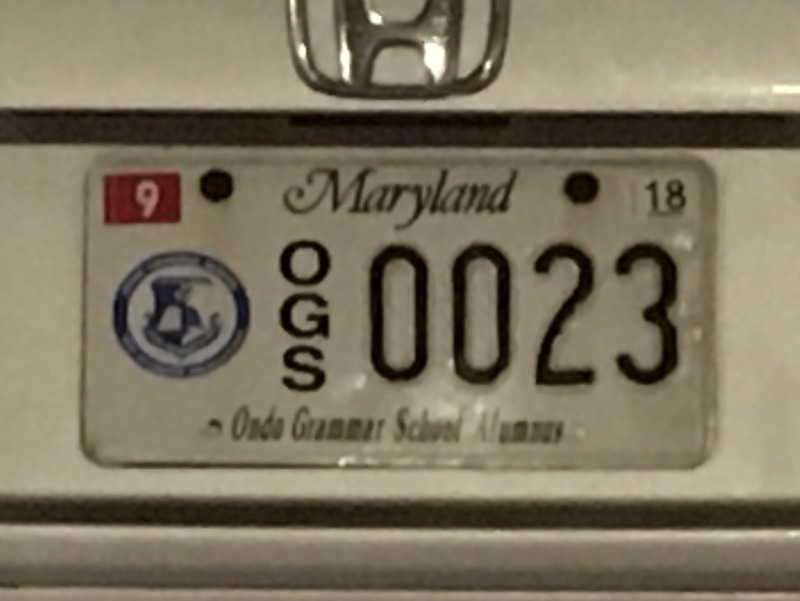 9 Maryland 18
OGS 0023
Ondo Grammar School Alumnus